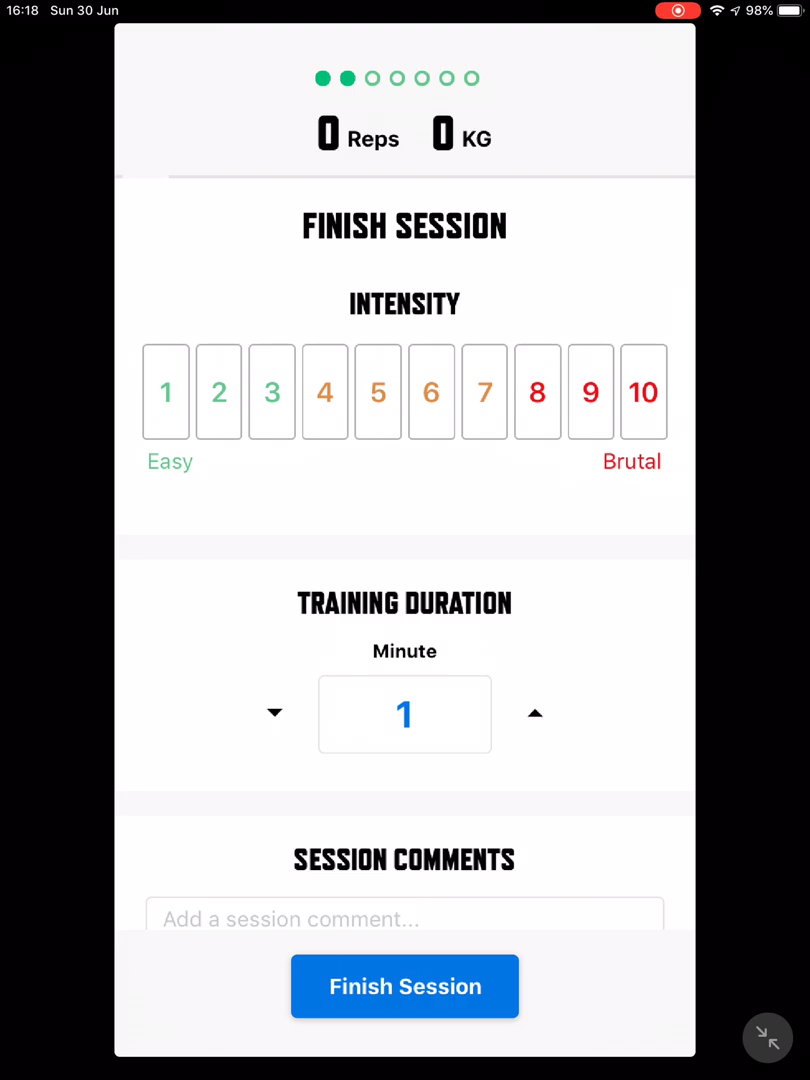 16:18 Sun 30 Jun 98%
0 Reps 0 KG
FINISH SESSION
INTENSITY
1 2 3 4 5 6 7 8 9 10
Easy Brutal
TRAINING DURATION
Minute
1
SESSION COMMENTS
Add a session comment...
Finish Session